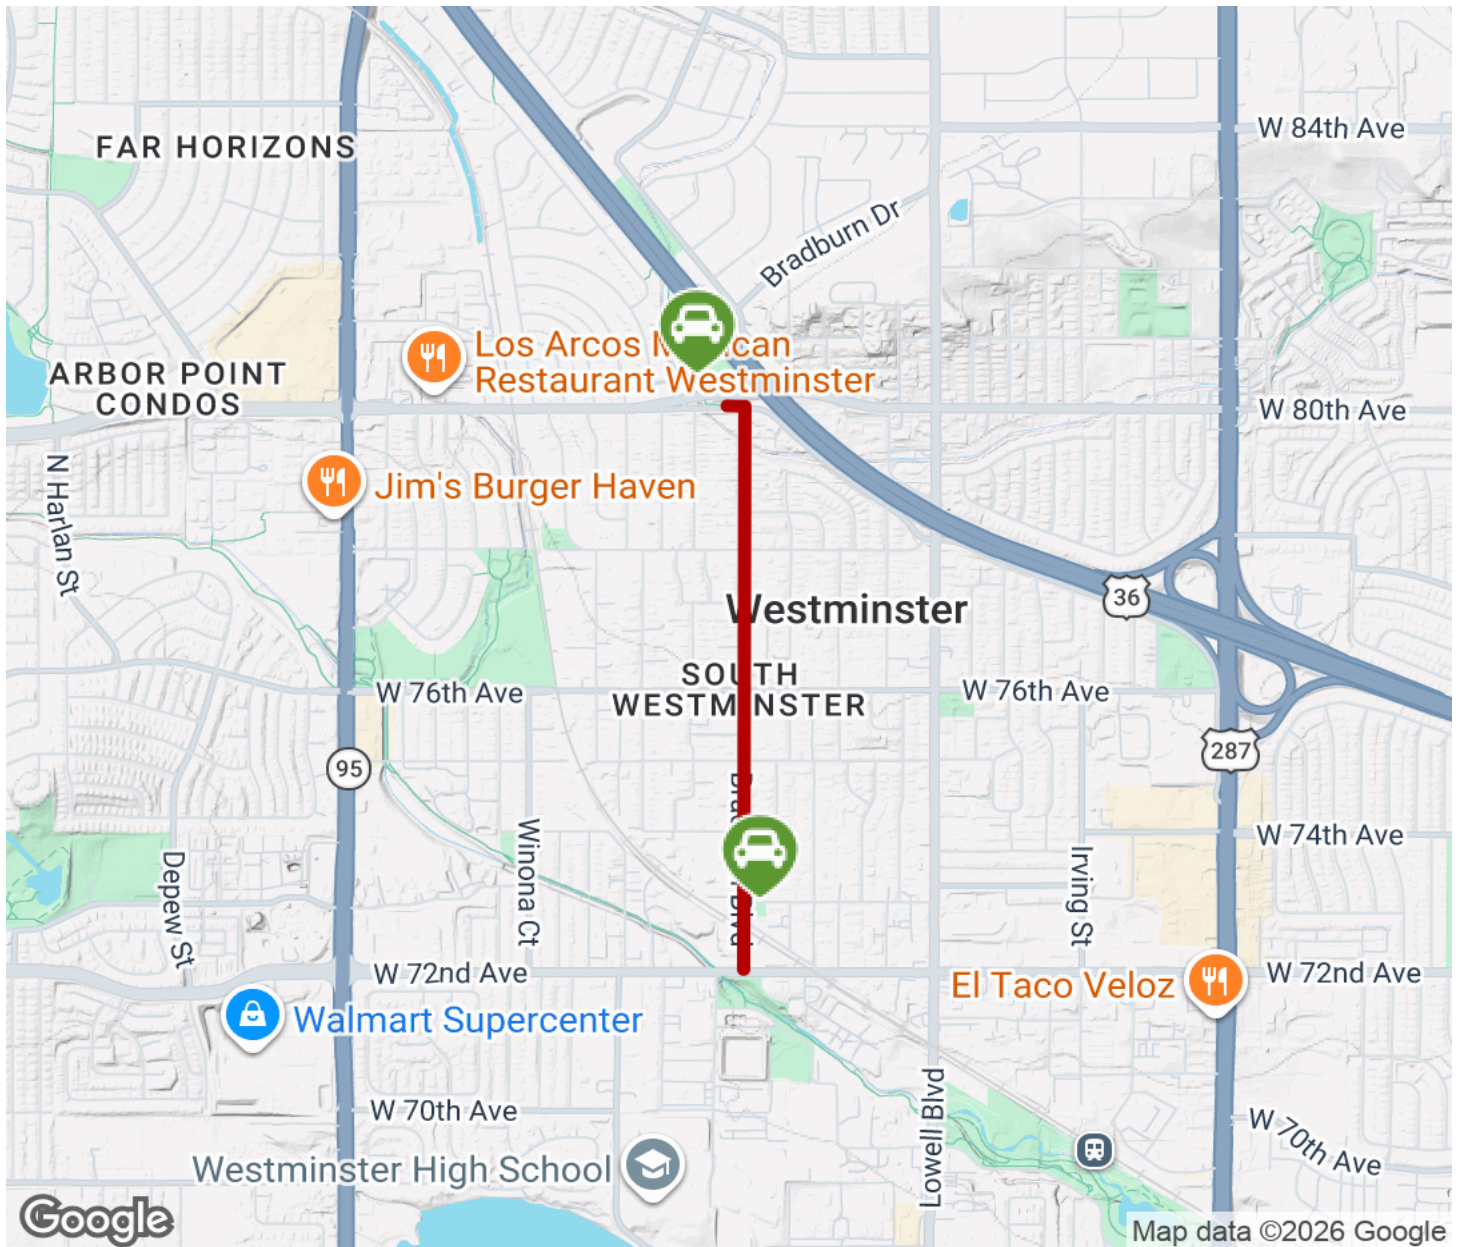 W 84th Ave
FAR HORIZONS
Bradburn Dr
Los Arcos M can
Restaurant Westminster
ARBOR POINT
CONDOS
W 80th Ave
N Harlan St
Jim's Burger Haven
36
Westminster
SOUTH
WESTMINSTER
W 76th Ave
W 76th Ave
287
95
W 74th Ave
Winona Ct
Irving St
Depew St
Blvd
W 72nd Ave
W 72nd Ave
El Taco Veloz
Walmart Supercenter
Lowell Blvd
W 70th Ave
W 70th Ave
Westminster High School
Google
Map data ©2026 Google